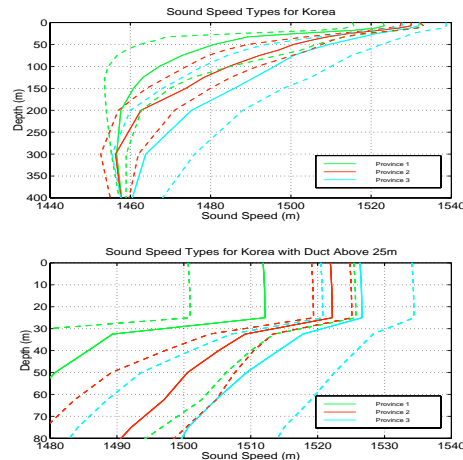 Sound Speed Types for Korea
0
50
100
150
200
250
300
350
400
Depth (m)
Province 1
Province 2
Province 3
1440 1460 1480 1500 1520 1540
Sound Speed (m)
Sound Speed Types for Korea with Duct Above 25m
0
10
20
30
40
50
60
70
80
Depth (m)
Province 1
Province 2
Province 3
1480 1490 1500 1510 1520 1530 1540
Sound Speed (m)